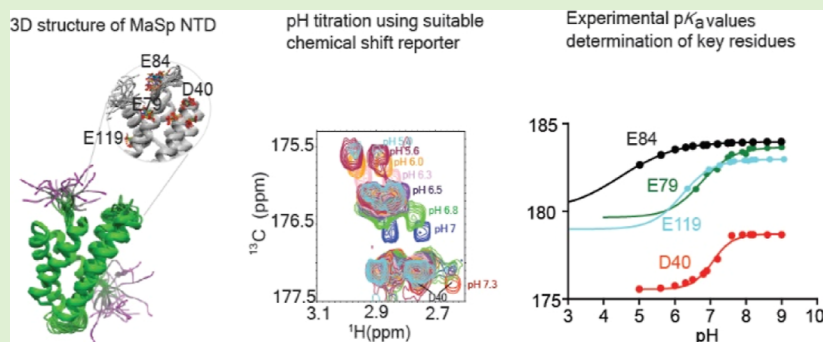 3D structure of MaSp NTD
E84
D40
E79
E119
pH titration using suitable
chemical shift reporter
175.5
176.5
177.5
¹³C (ppm)
pH 5.6
pH 6.0
pH 6.3
pH 6.5
pH 6.8
pH 7
D40
pH 7.3
3.1
2.9
2.7
¹H(ppm)
Experimental pKa values
determination of key residues
185
180
175
E84
E79
E119
D40
3 4 5 6 7 8 9 10
pH